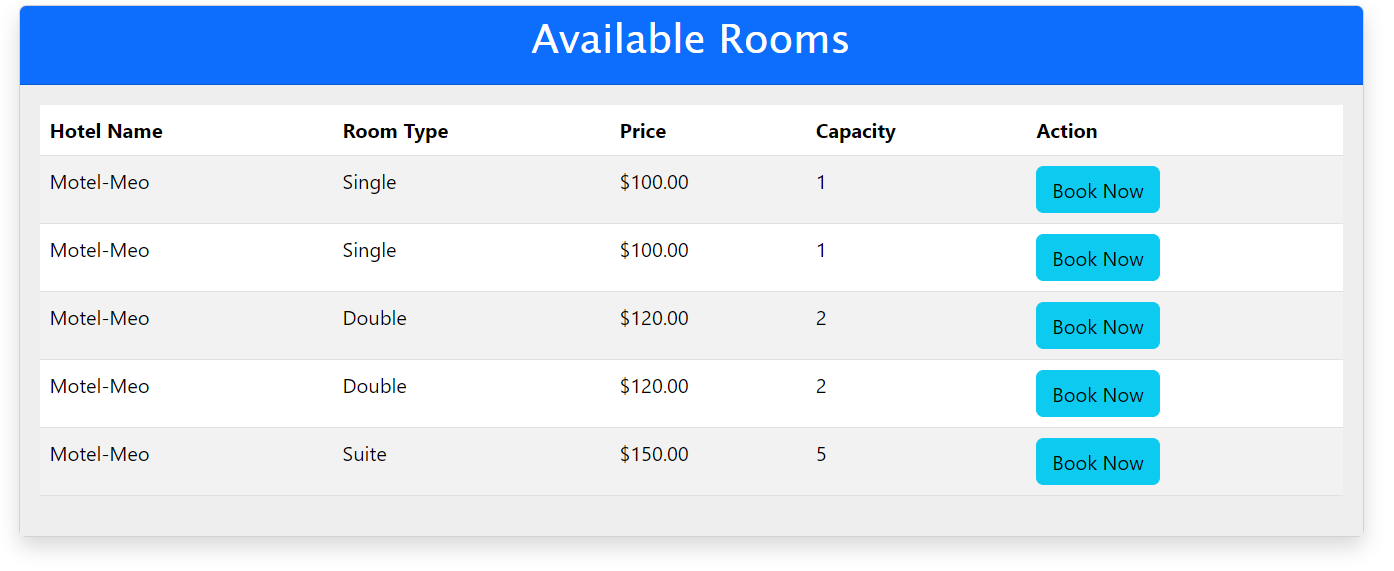 Available Rooms
Hotel Name Room Type Price Capacity Action
Motel-Meo Single $100.00 1 Book Now
Motel-Meo Single $100.00 1 Book Now
Motel-Meo Double $120.00 2 Book Now
Motel-Meo Double $120.00 2 Book Now
Motel-Meo Suite $150.00 5 Book Now